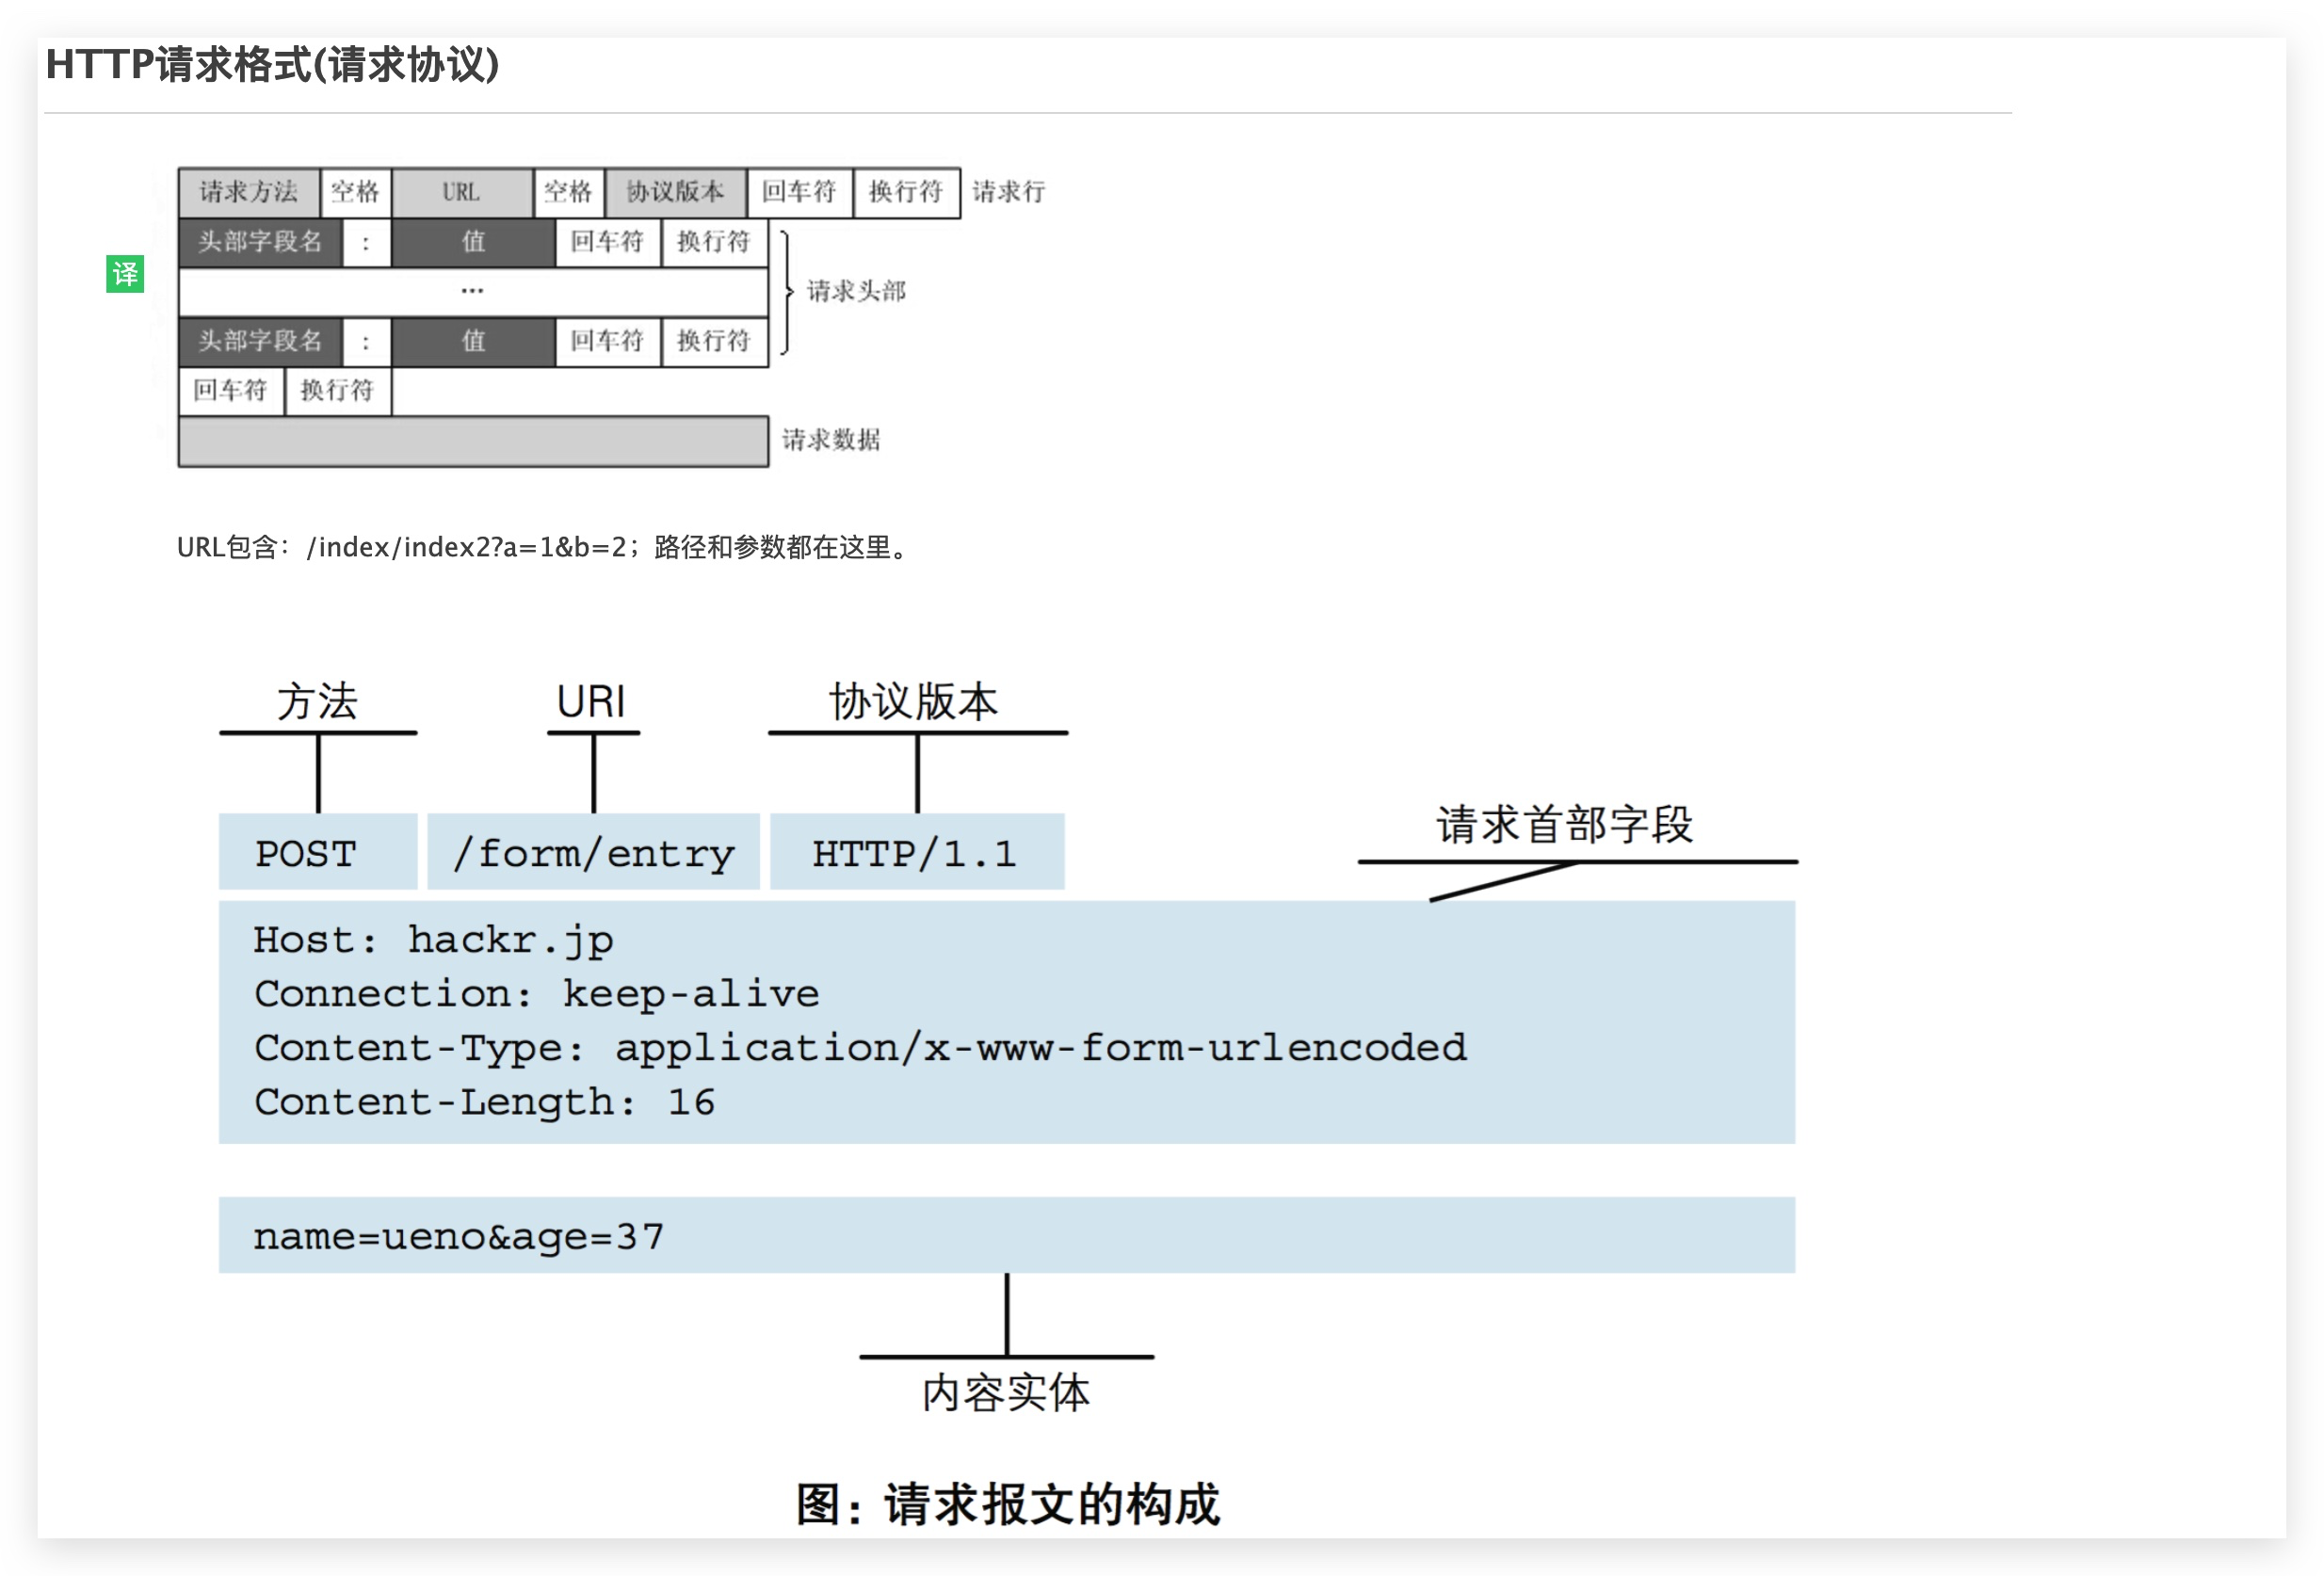 HTTP请求格式(请求协议)
请求方法 空格 URL 空格 协议版本 回车符 换行符 请求行
头部字段名 : 值 回车符 换行符
译
... 请求头部
头部字段名 : 值 回车符 换行符
回车符 换行符
请求数据
URL包含：/index/index2?a=1&b=2；路径和参数都在这里。
方法 URI 协议版本
请求首部字段
POST /form/entry HTTP/1.1
Host: hackr.jp
Connection: keep-alive
Content-Type: application/x-www-form-urlencoded
Content-Length: 16
name=ueno&age=37
内容实体
图：请求报文的构成